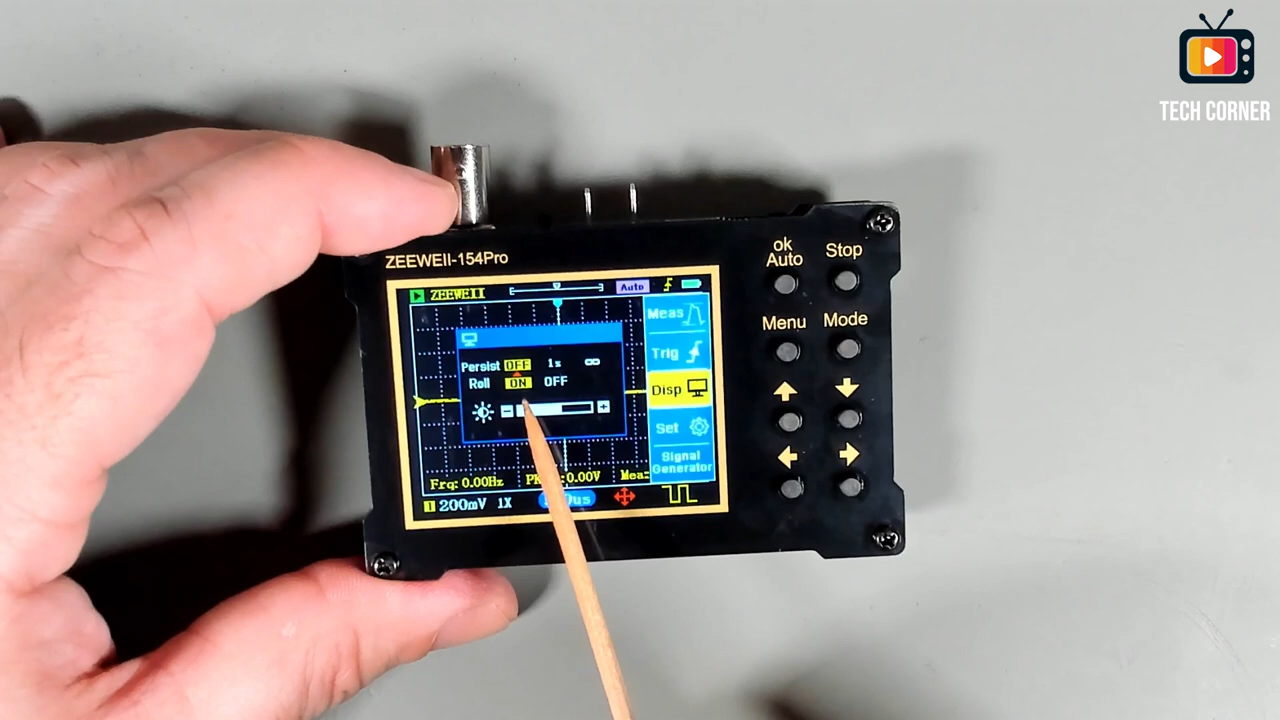 TECH CORNER
ZEEWEII-154Pro
ok
Auto
Stop
Menu
Mode
ZEEWEII
Auto
Meas
Trig
Disp
Set
Signal
Generator
Persist OFF 1s
Roll ON OFF
Frq: 0.00Hz
0.00V
200mV 1X